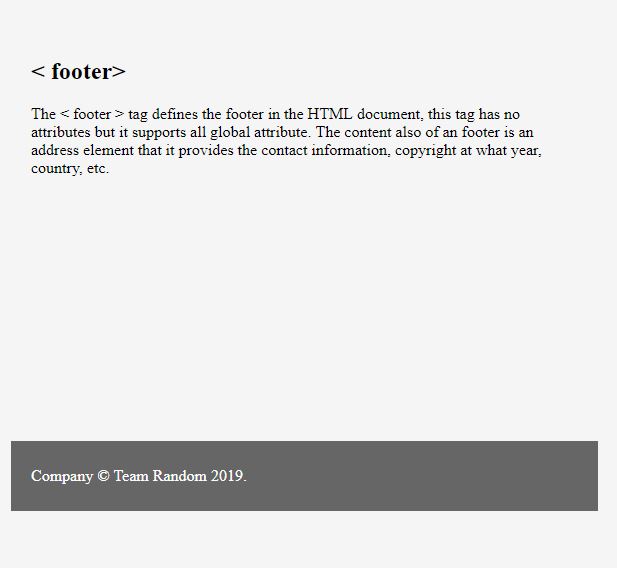 < footer>
The < footer > tag defines the footer in the HTML document, this tag has no
attributes but it supports all global attribute. The content also of an footer is an
address element that it provides the contact information, copyright at what year,
country, etc.
Company © Team Random 2019.